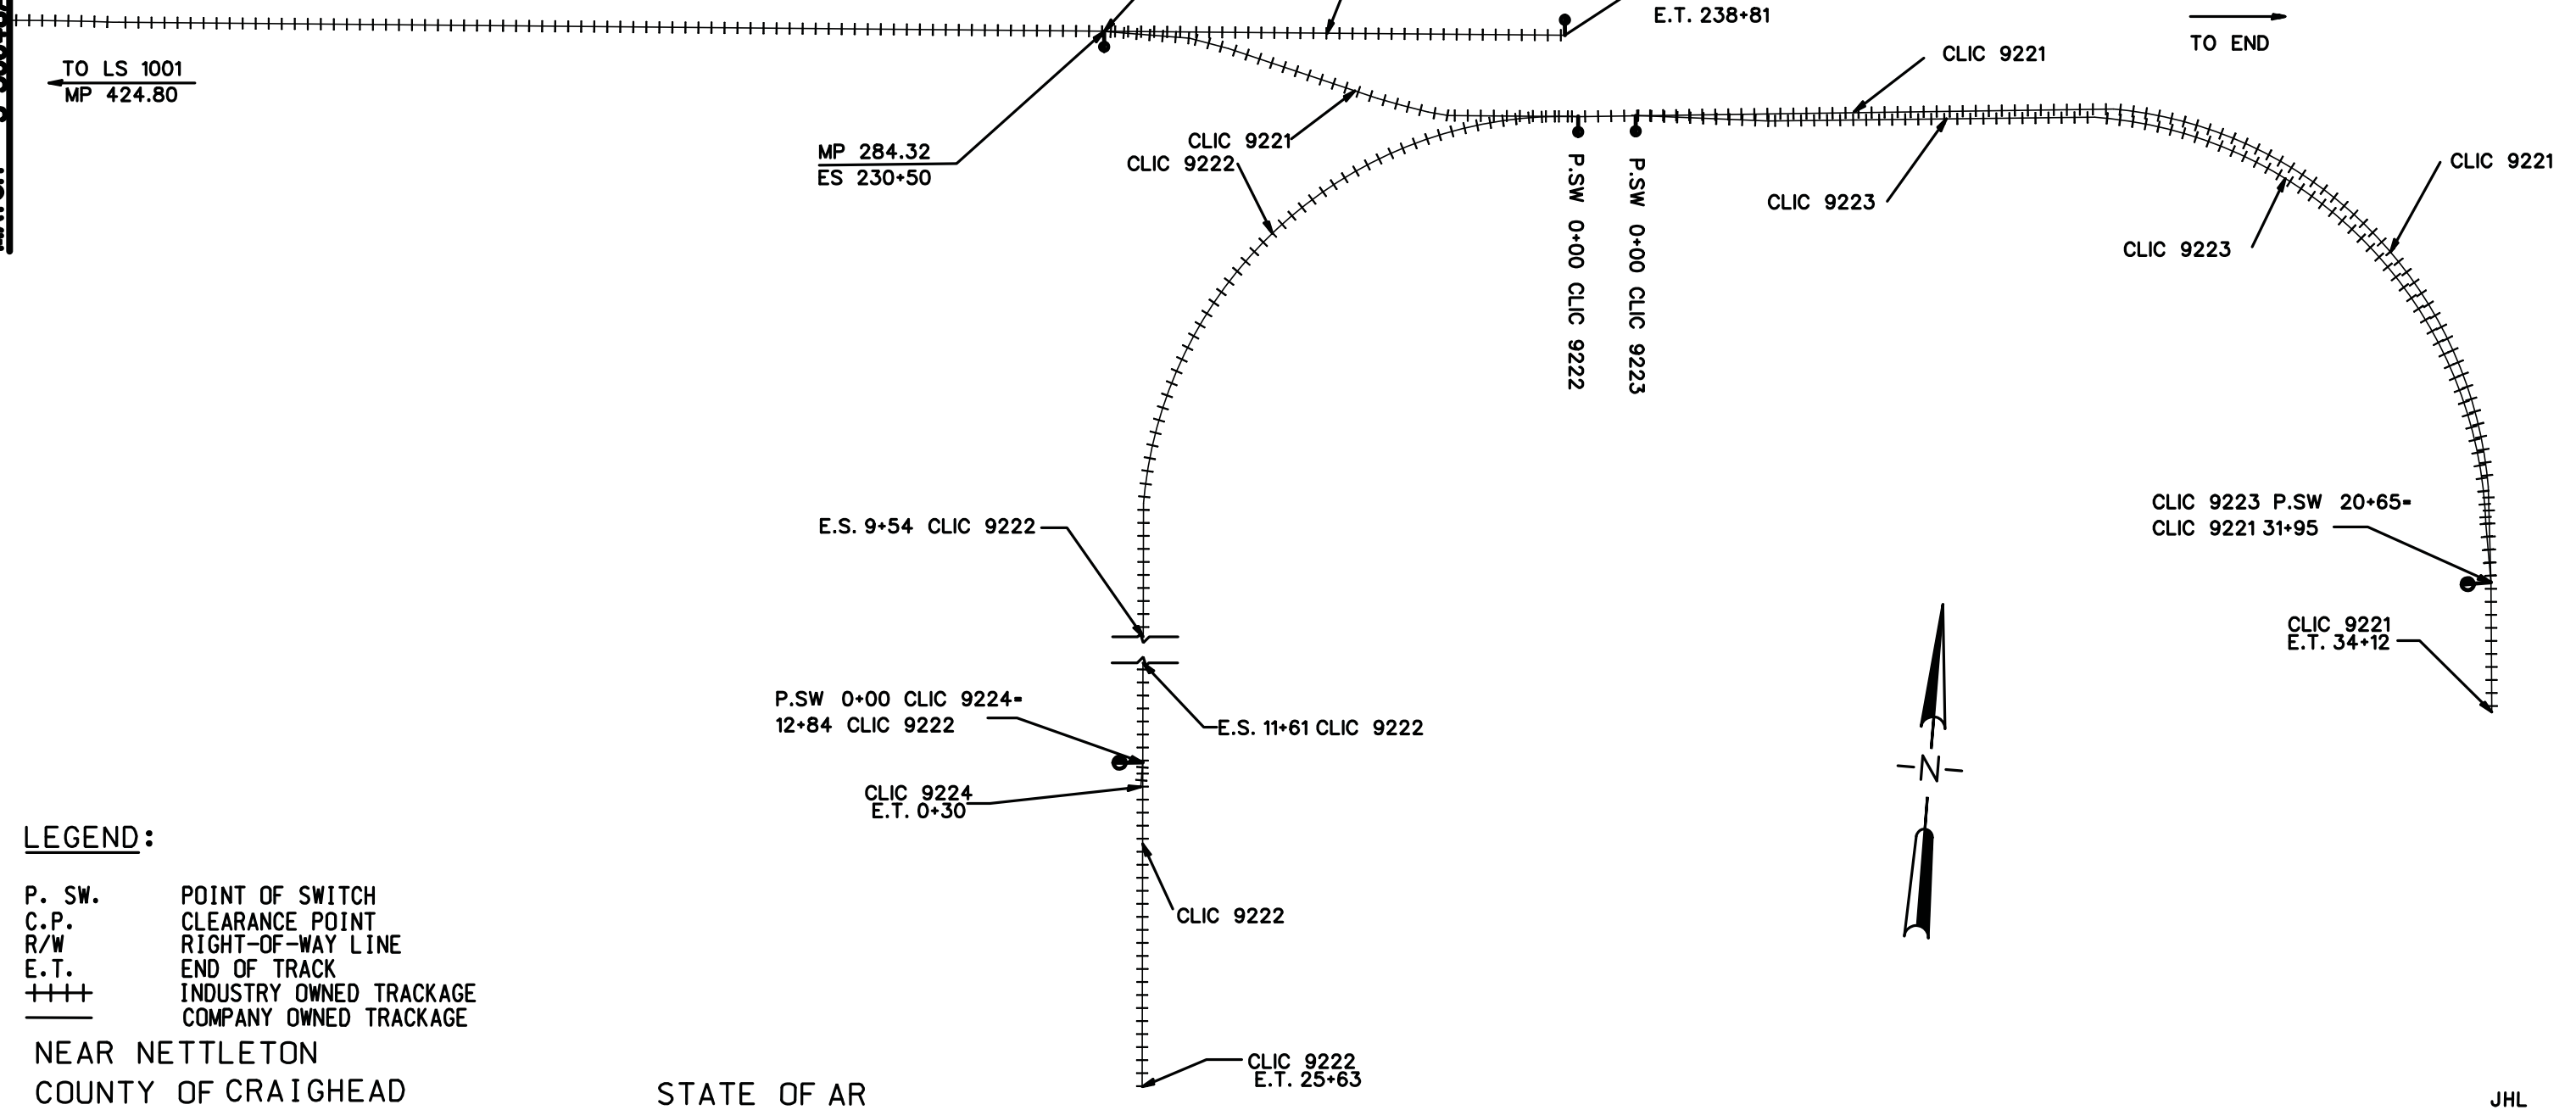 E.T. 238+81
TO END
CLIC 9221
TO LS 1001
MP 424.80
CLIC 9221
CLIC 9222
MP 284.32
ES 230+50
P.SW 0+00 CLIC 9222
P.SW 0+00 CLIC 9223
CLIC 9223
CLIC 9221
CLIC 9223
CLIC 9223 P.SW 20+65=
CLIC 9221 31+95
E.S. 9+54 CLIC 9222
CLIC 9221
E.T. 34+12
P.SW 0+00 CLIC 9224=
12+84 CLIC 9222
E.S. 11+61 CLIC 9222
N
CLIC 9224
E.T. 0+30
CLIC 9222
CLIC 9222
E.T. 25+63
LEGEND:
P. SW. POINT OF SWITCH
C.P. CLEARANCE POINT
R/W RIGHT-OF-WAY LINE
E.T. END OF TRACK
INDUSTRY OWNED TRACKAGE
COMPANY OWNED TRACKAGE
NEAR NETTLETON
COUNTY OF CRAIGHEAD STATE OF AR
JHL